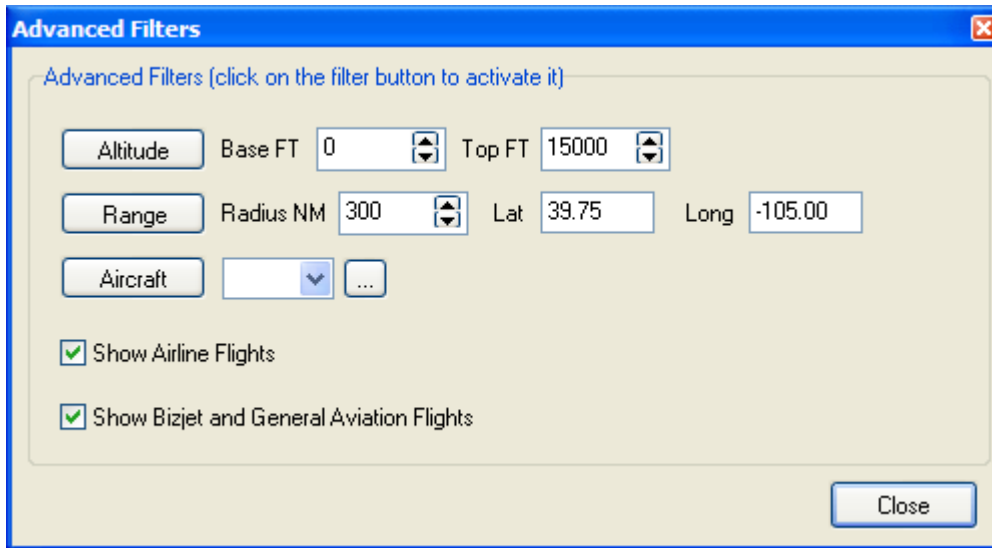 Advanced Filters
Advanced Filters (click on the filter button to activate it)
Altitude Base FT 0 Top FT 15000
Range Radius NM 300 Lat 39.75 Long -105.00
Aircraft ...
Show Airline Flights
Show Bizjet and General Aviation Flights
Close